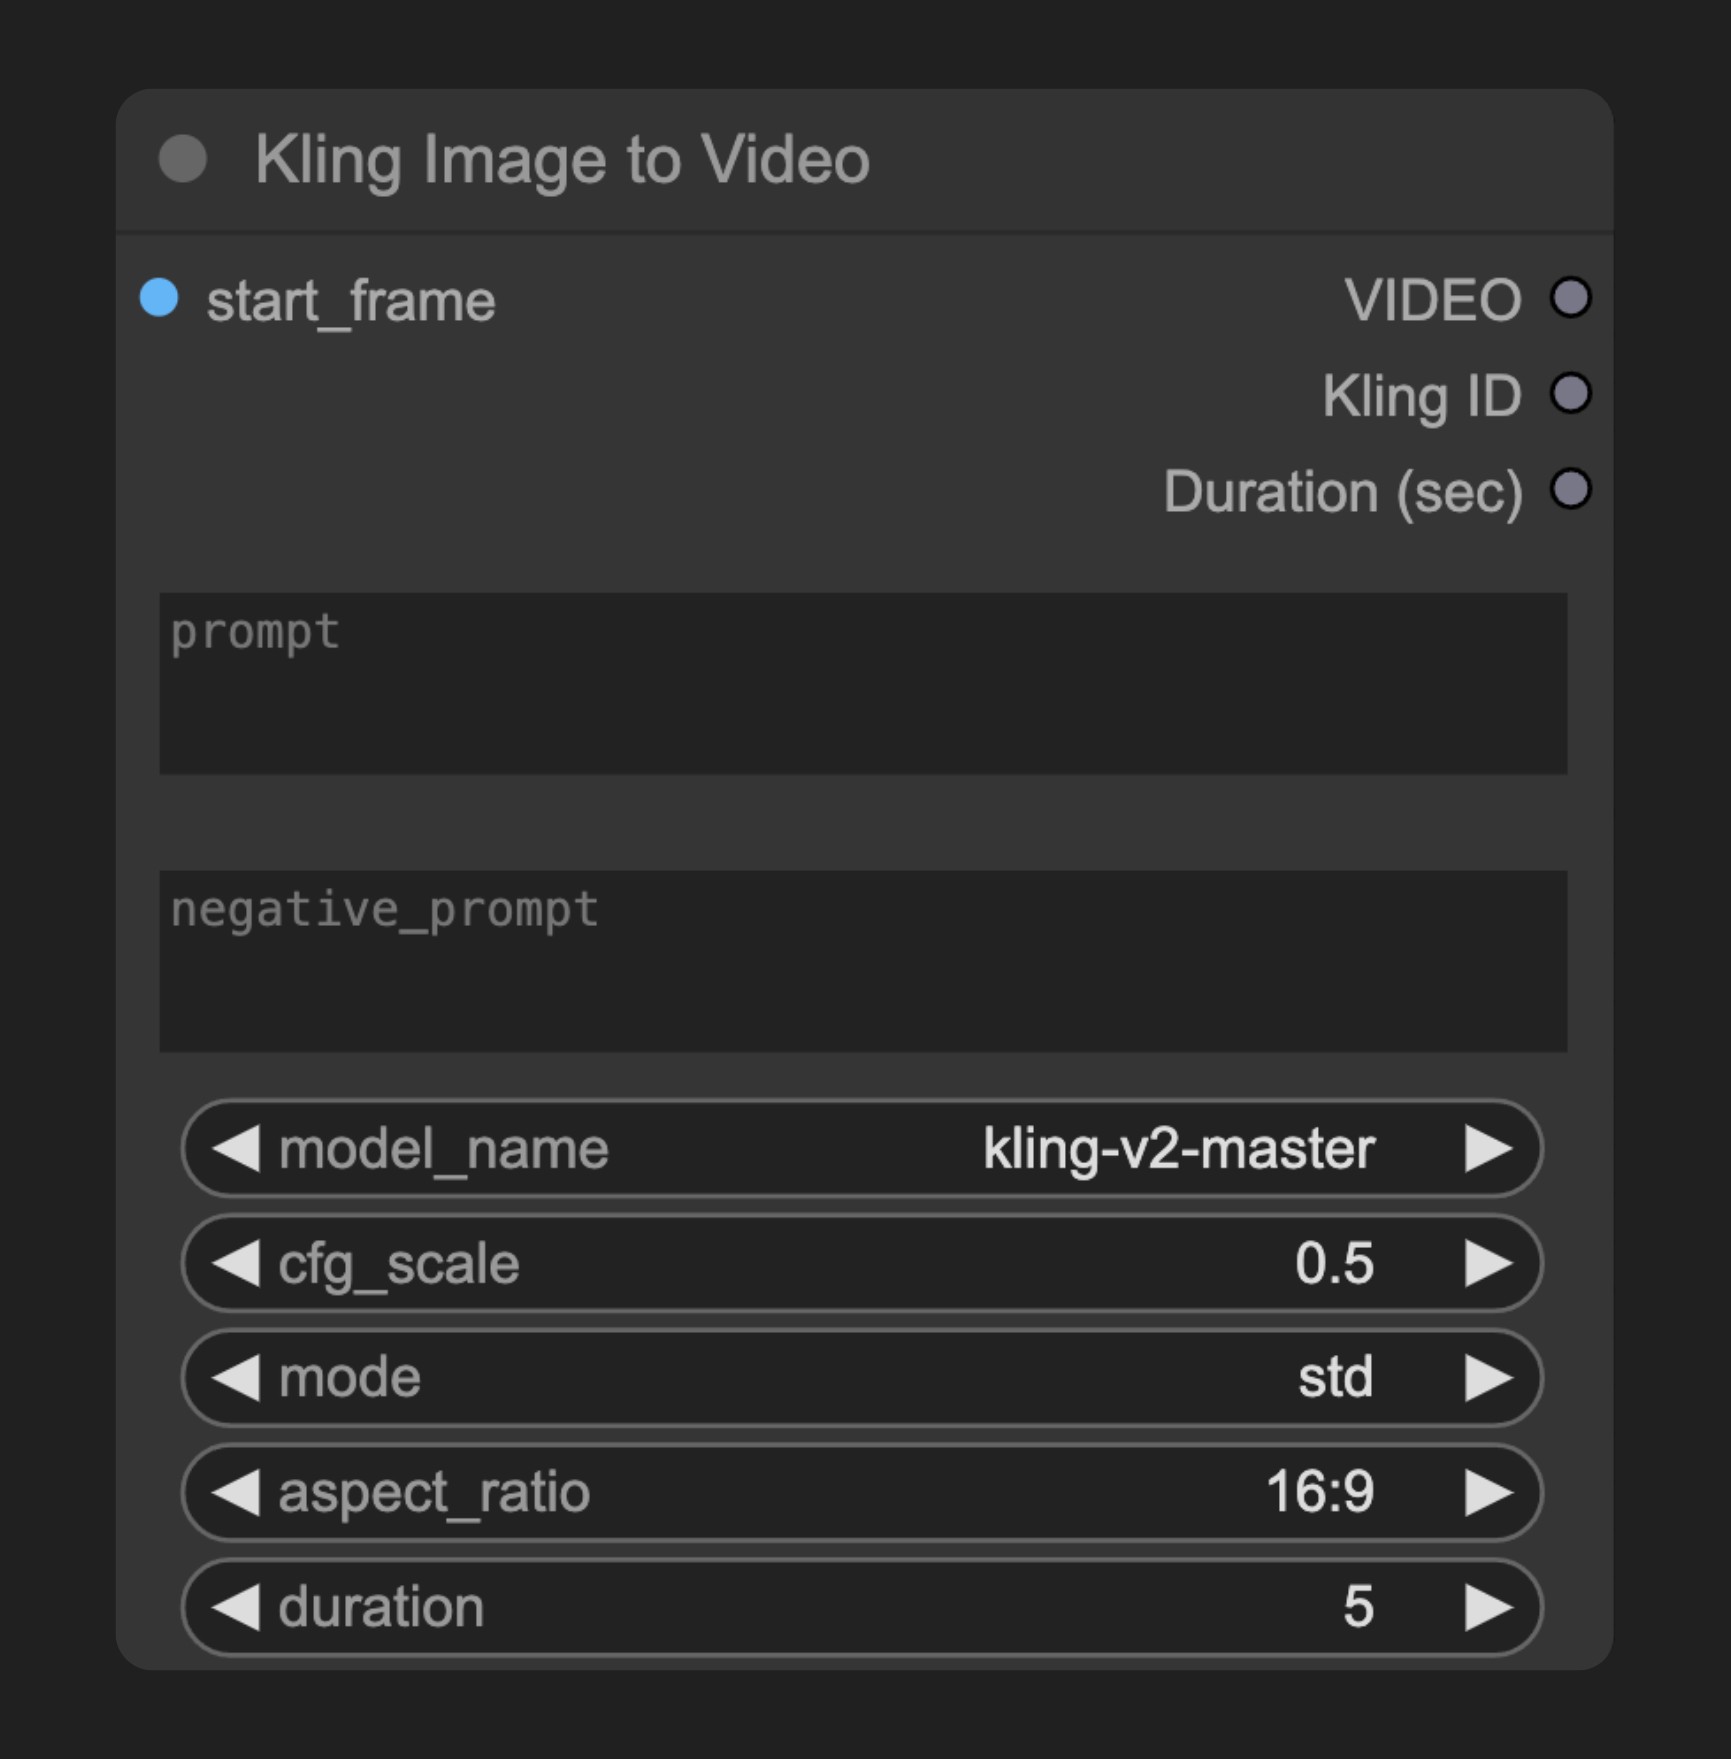 Kling Image to Video
start_frame
VIDEO
Kling ID
Duration (sec)
prompt
negative_prompt
model_name kling-v2-master
cfg_scale 0.5
mode std
aspect_ratio 16:9
duration 5